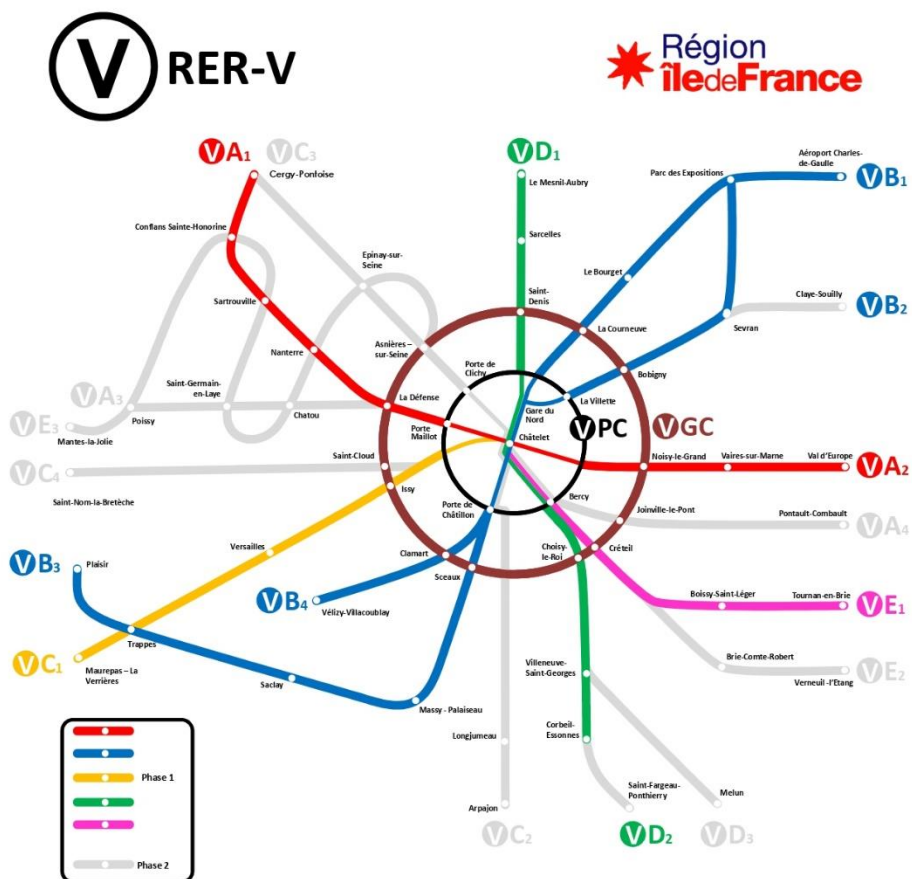 V RER-V
Région
îledeFrance
VA1
VC3
VD1
Cergy-Pontoise
Le Mesnil-Aubry
Parc des Expositions
Aéroport Charles-
de-Gaulle
VB1
Conflans Sainte-Honorine
Sarcelles
Epinay-sur-
Seine
Le Bourget
Sartrouville
Saint-
Denis
Claye-Souilly
VB2
Sevran
La Courneuve
Nanterre
Asnières –
sur-Seine
Porte de
Clichy
Bobigny
VA3
Saint-Germain-
en-Laye
La Défense
La Villette
VE3
Poissy
Chatou
Gare du
Nord
Mantes-la-Jolie
Porte
Maillot
VPC
VGC
Châtelet
VC4
Saint-Cloud
Noisy-le-Grand
Vaires-sur-Marne
Val d'Europe
VA2
Saint-Nom-la-Bretèche
Issy
Bercy
Porte de
Châtillon
Joinville-le-Pont
Pontault-Combault
VA4
Versailles
Clamart
Choisy-
le-Roi
Créteil
VB3
Plaisir
Sceaux
VB4
Vélizy-Villacoublay
Boissy-Saint-Léger
Tournan-en-Brie
VE1
Trappes
VC1
Maurepas – La
Verrières
Saclay
Villeneuve-
Saint-Georges
Brie-Comte-Robert
Verneuil -l'Etang
VE2
Massy - Palaiseau
Longjumeau
Corbeil-
Essonnes
Phase 1
Saint-Fargeau-
Ponthierry
Melun
Arpajon
VC2
VD2
VD3
Phase 2